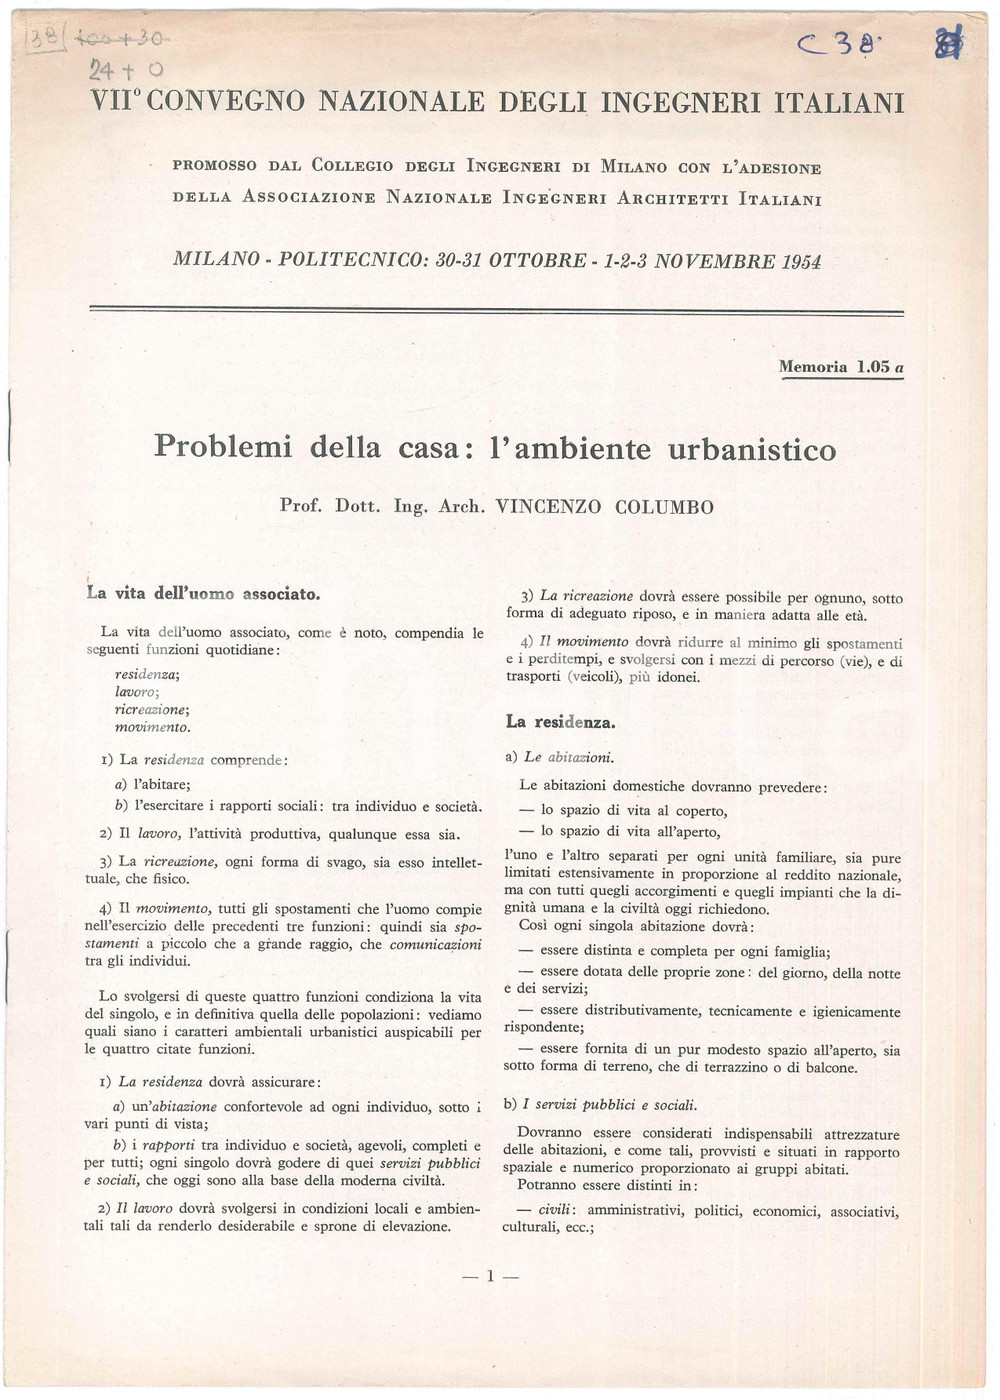 38 100+30
C 38
24 + 0
VII° CONVEGNO NAZIONALE DEGLI INGEGNERI ITALIANI
PROMOSSO DAL COLLEGIO DEGLI INGEGNERI DI MILANO CON L'ADESIONE
DELLA ASSOCIAZIONE NAZIONALE INGEGNERI ARCHITETTI ITALIANI
MILANO - POLITECNICO: 30-31 OTTOBRE - 1-2-3 NOVEMBRE 1954
Memoria 1.05 a
Problemi della casa: l'ambiente urbanistico
Prof. Dott. Ing. Arch. VINCENZO COLUMBO
La vita dell'uomo associato.
La vita dell'uomo associato, come è noto, compendia le
seguenti funzioni quotidiane:
residenza;
lavoro;
ricreazione;
movimento.
1) La residenza comprende:
a) l'abitare;
b) l'esercitare i rapporti sociali: tra individuo e società.
2) Il lavoro, l'attività produttiva, qualunque essa sia.
3) La ricreazione, ogni forma di svago, sia esso intellet-
tuale, che fisico.
4) Il movimento, tutti gli spostamenti che l'uomo compie
nell'esercizio delle precedenti tre funzioni: quindi sia spo-
stamenti a piccolo che a grande raggio, che comunicazioni
tra gli individui.
Lo svolgersi di queste quattro funzioni condiziona la vita
del singolo, e in definitiva quella delle popolazioni: vediamo
quali siano i caratteri ambientali urbanistici auspicabili per
le quattro citate funzioni.
1) La residenza dovrà assicurare:
a) un'abitazione confortevole ad ogni individuo, sotto i
vari punti di vista;
b) i rapporti tra individuo e società, agevoli, completi e
per tutti; ogni singolo dovrà godere di quei servizi pubblici
e sociali, che oggi sono alla base della moderna civiltà.
2) Il lavoro dovrà svolgersi in condizioni locali e ambien-
tali tali da renderlo desiderabile e sprone di elevazione.
3) La ricreazione dovrà essere possibile per ognuno, sotto
forma di adeguato riposo, e in maniera adatta alle età.
4) Il movimento dovrà ridurre al minimo gli spostamenti
e i perditempi, e svolgersi con i mezzi di percorso (vie), e di
trasporti (veicoli), più idonei.
La residenza.
a) Le abitazioni.
Le abitazioni domestiche dovranno prevedere:
— lo spazio di vita al coperto,
— lo spazio di vita all'aperto,
l'uno e l'altro separati per ogni unità familiare, sia pure
limitati estensivamente in proporzione al reddito nazionale,
ma con tutti quegli accorgimenti e quegli impianti che la di-
gnità umana e la civiltà oggi richiedono.
Così ogni singola abitazione dovrà:
— essere distinta e completa per ogni famiglia;
— essere dotata delle proprie zone: del giorno, della notte
e dei servizi;
— essere distributivamente, tecnicamente e igienicamente
rispondente;
— essere fornita di un pur modesto spazio all'aperto, sia
sotto forma di terreno, che di terrazzino o di balcone.
b) I servizi pubblici e sociali.
Dovranno essere considerati indispensabili attrezzature
delle abitazioni, e come tali, provvisti e situati in rapporto
spaziale e numerico proporzionato ai gruppi abitati.
Potranno essere distinti in:
— civili: amministrativi, politici, economici, associativi,
culturali, ecc.;
— 1 —